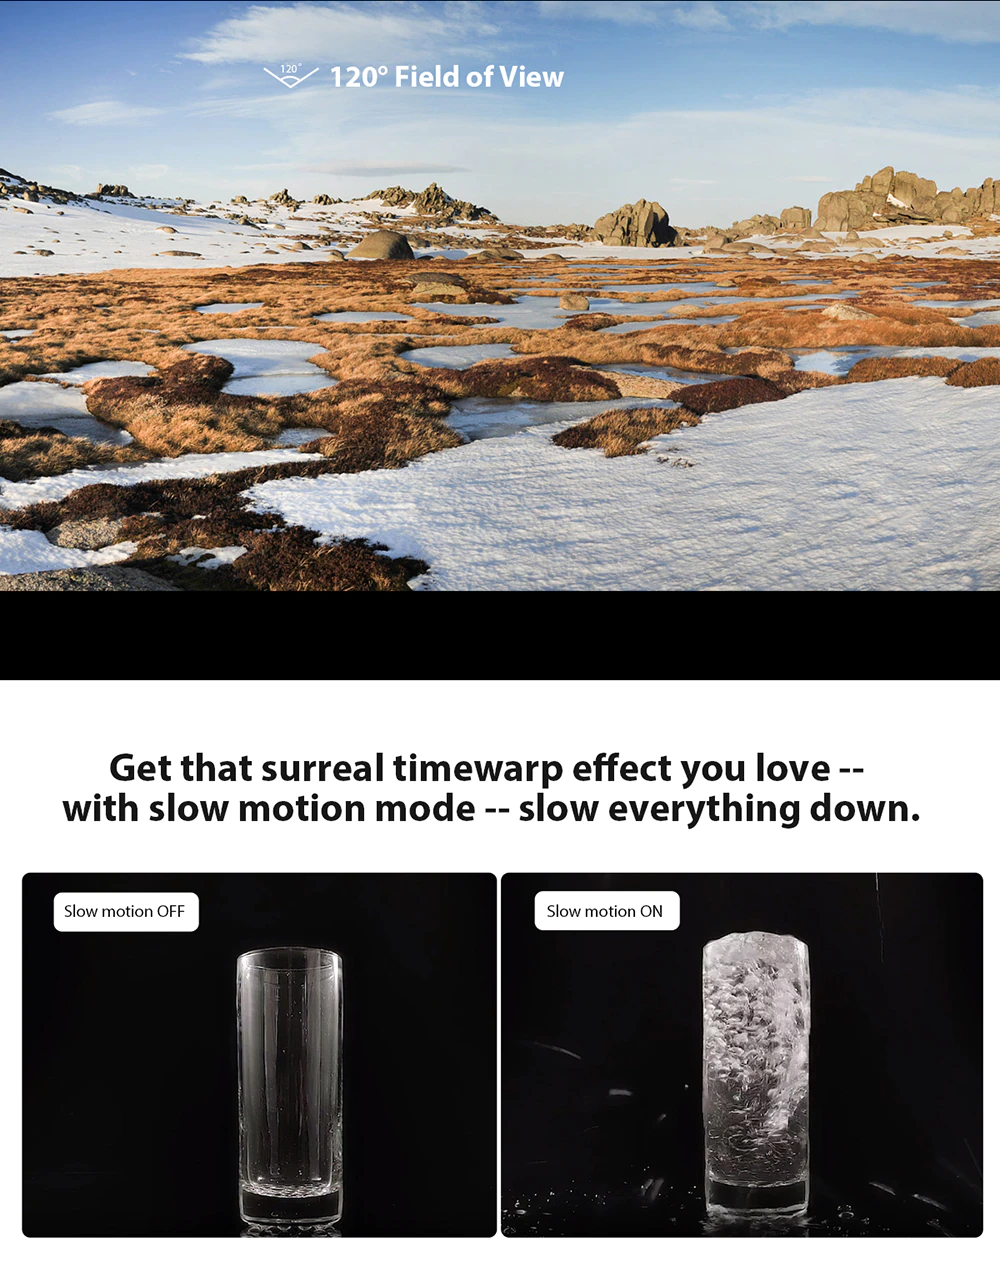 120°
120° Field of View
Get that surreal timewarp effect you love --
with slow motion mode -- slow everything down.
Slow motion OFF
Slow motion ON